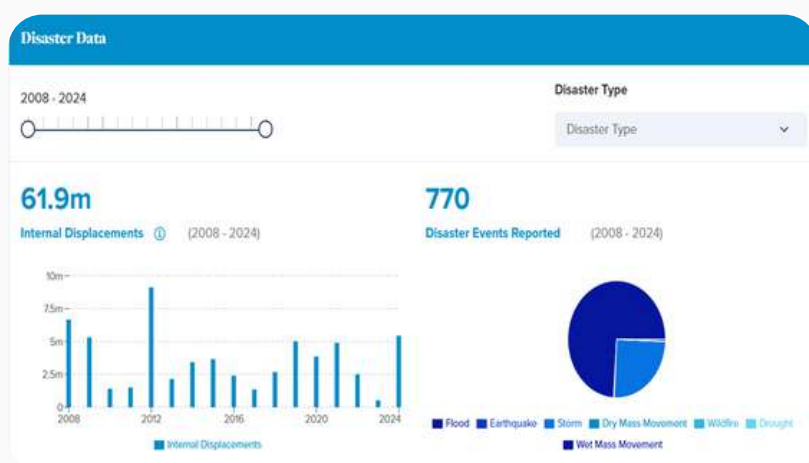 Disaster Data
2008 - 2024
Disaster Type
Disaster Type
61.9m
Internal Displacements (2008 - 2024)
10m
7.5m
5m
2.5m
0
2008 2012 2016 2020 2024
Internal Displacements
770
Disaster Events Reported (2008 - 2024)
Flood Earthquake Storm Dry Mass Movement Wildfire Drought
Wet Mass Movement